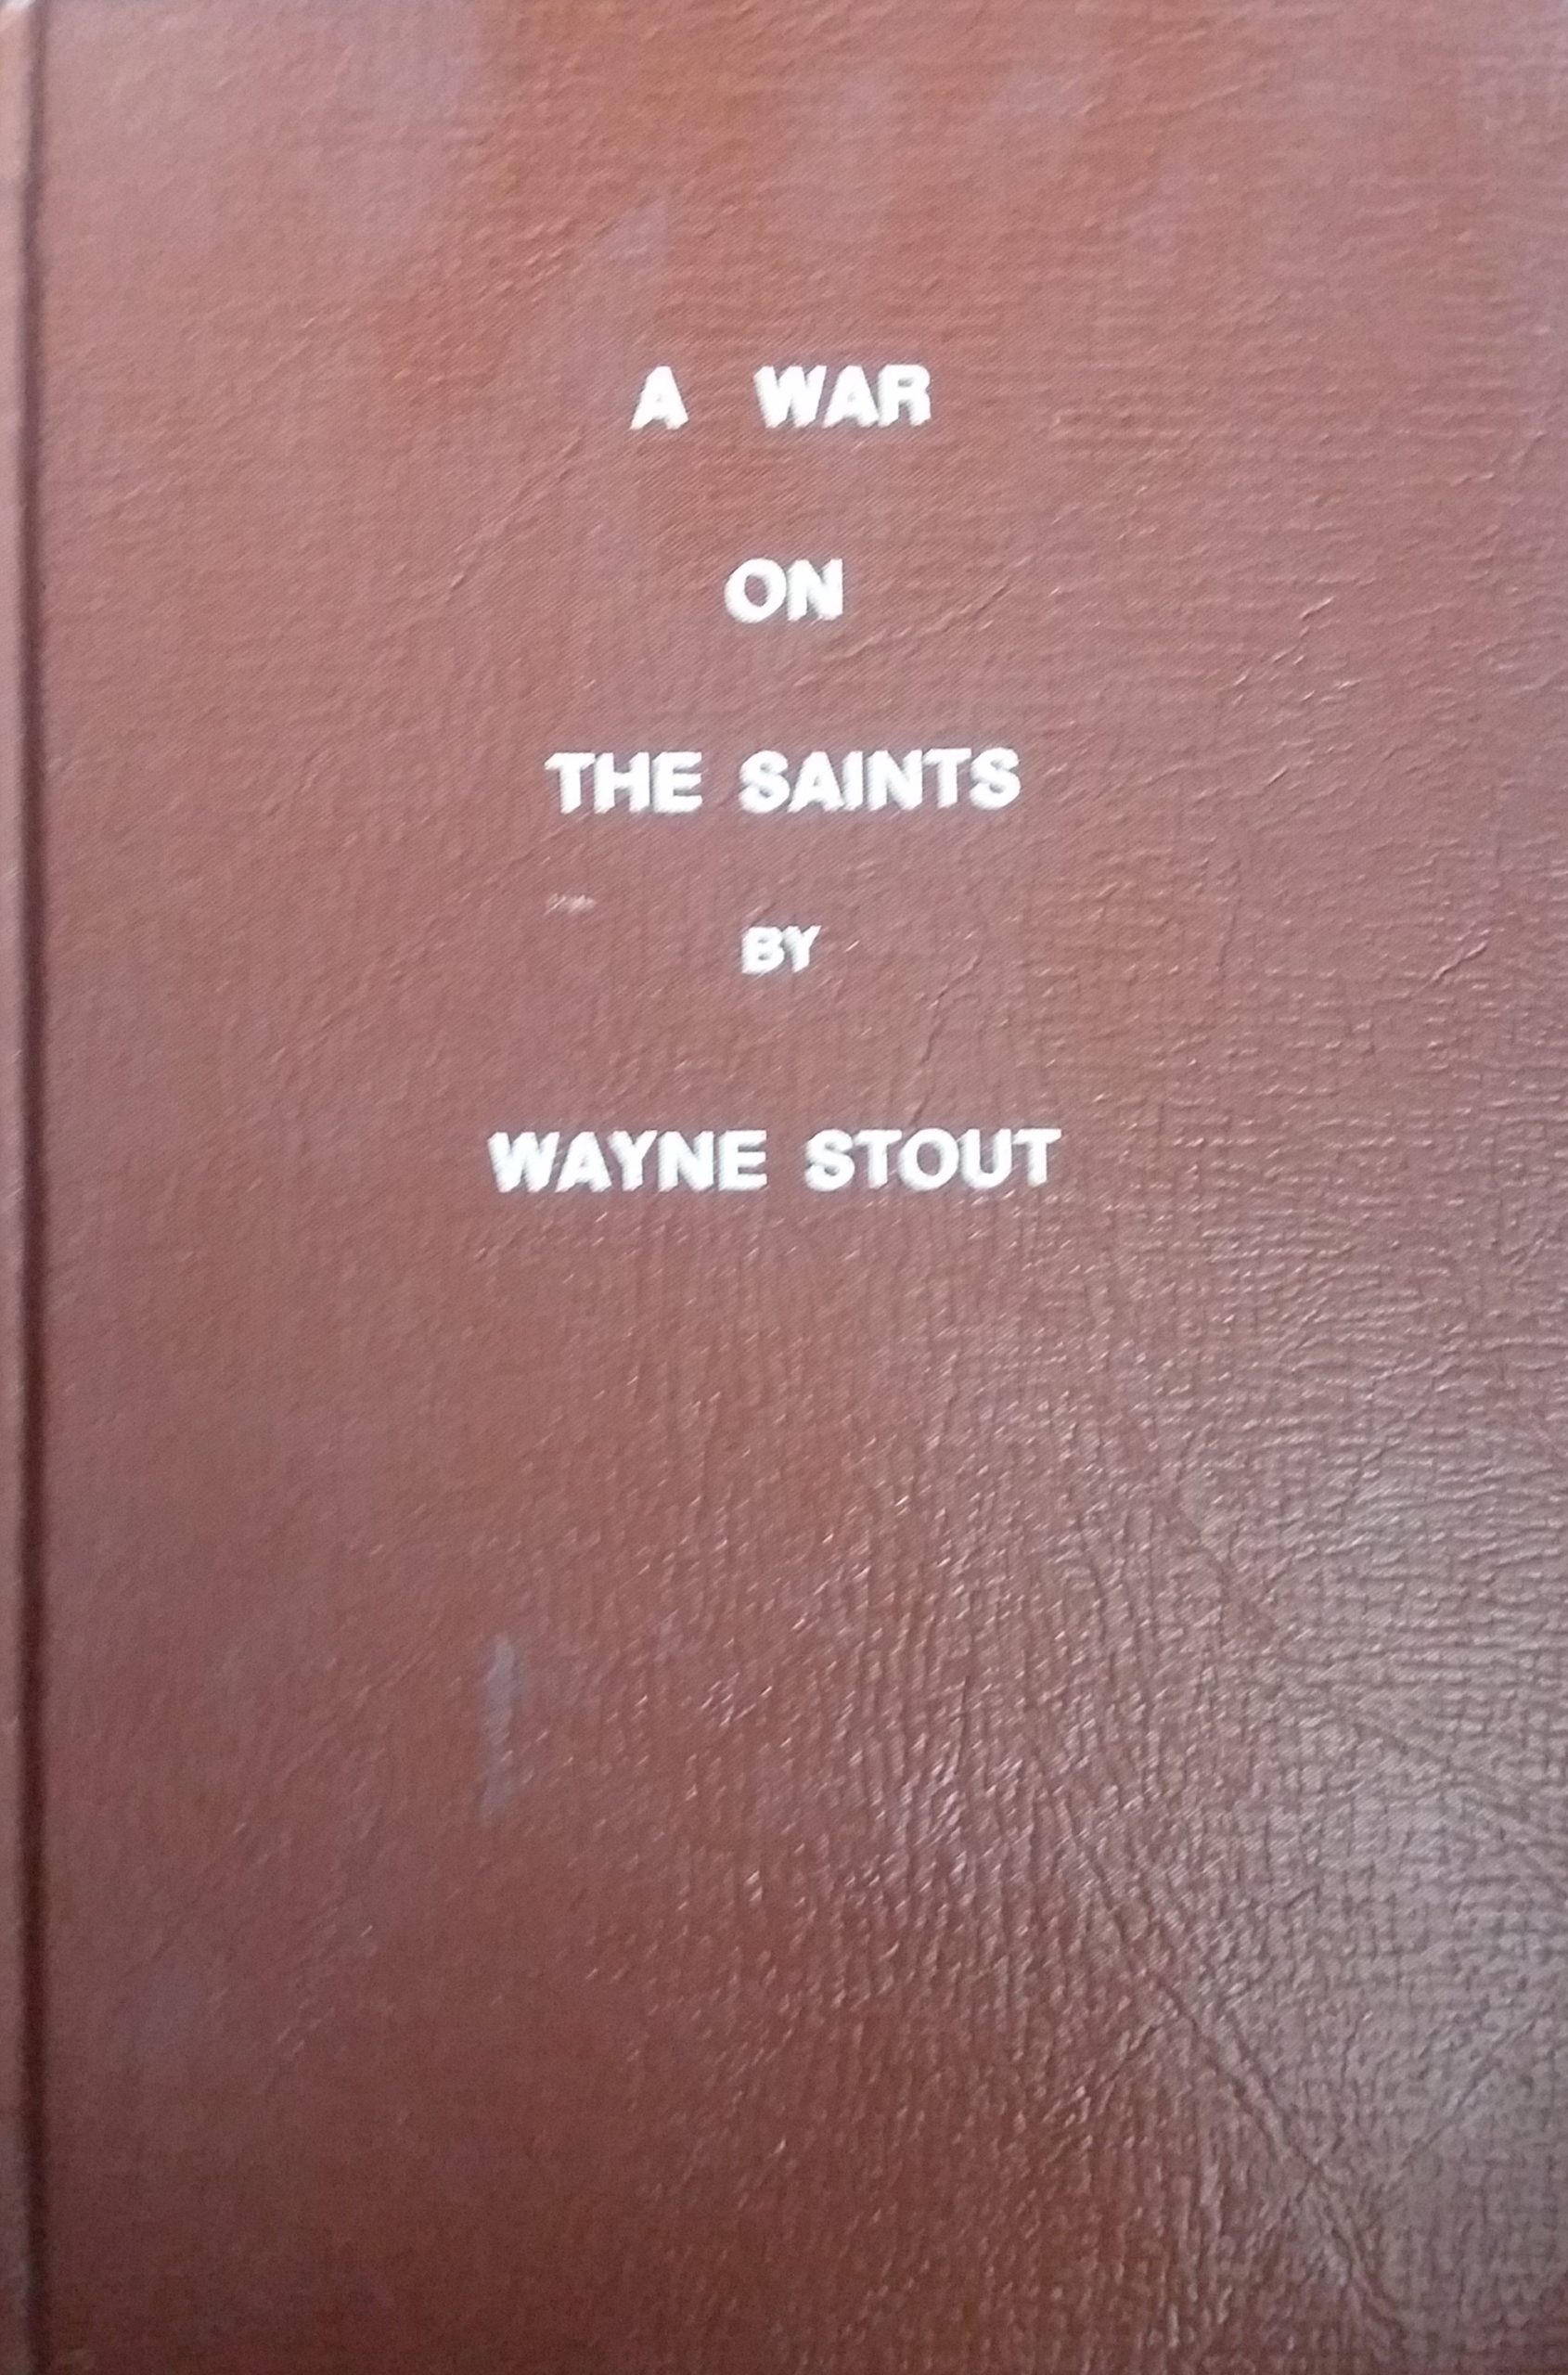 A WAR
ON
THE SAINTS
BY
WAYNE STOUT